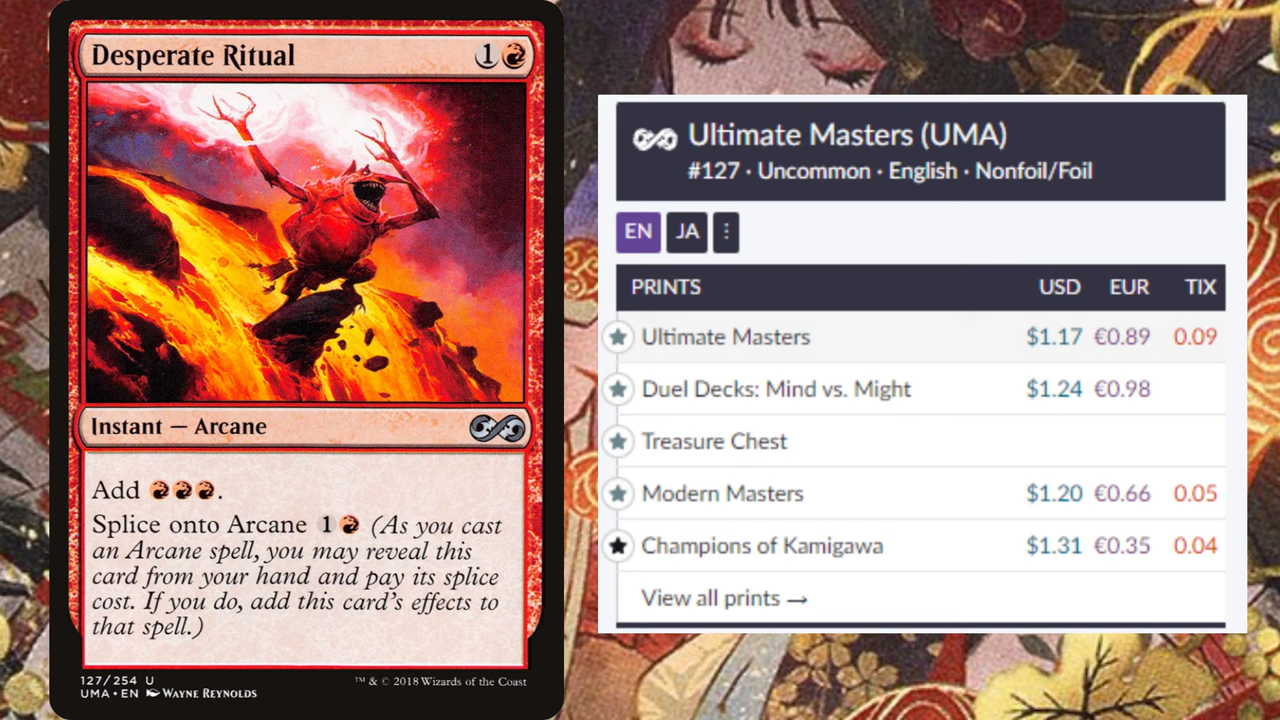 Desperate Ritual
1
Instant — Arcane
Add .
Splice onto Arcane 1 (As you cast
an Arcane spell, you may reveal this
card from your hand and pay its splice
cost. If you do, add this card's effects to
that spell.)
127/254 U
UMA • EN Wayne Reynolds
™ & © 2018 Wizards of the Coast
Ultimate Masters (UMA)
#127 · Uncommon · English · Nonfoil/Foil
EN JA ⋮
PRINTS USD EUR TIX
Ultimate Masters $1.17 €0.89 0.09
Duel Decks: Mind vs. Might $1.24 €0.98
Treasure Chest
Modern Masters $1.20 €0.66 0.05
Champions of Kamigawa $1.31 €0.35 0.04
View all prints →